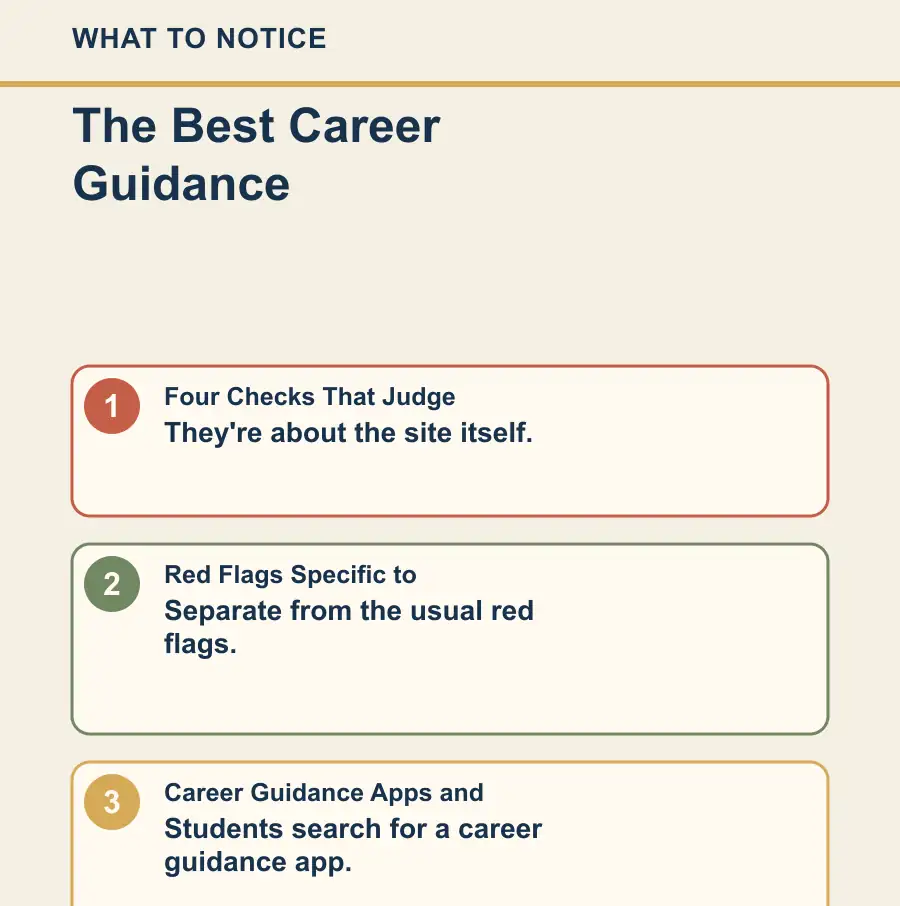 WHAT TO NOTICE
The Best Career
Guidance
1
Four Checks That Judge
They're about the site itself.
2
Red Flags Specific to
Separate from the usual red
flags.
3
Career Guidance Apps and
Students search for a career
guidance app.